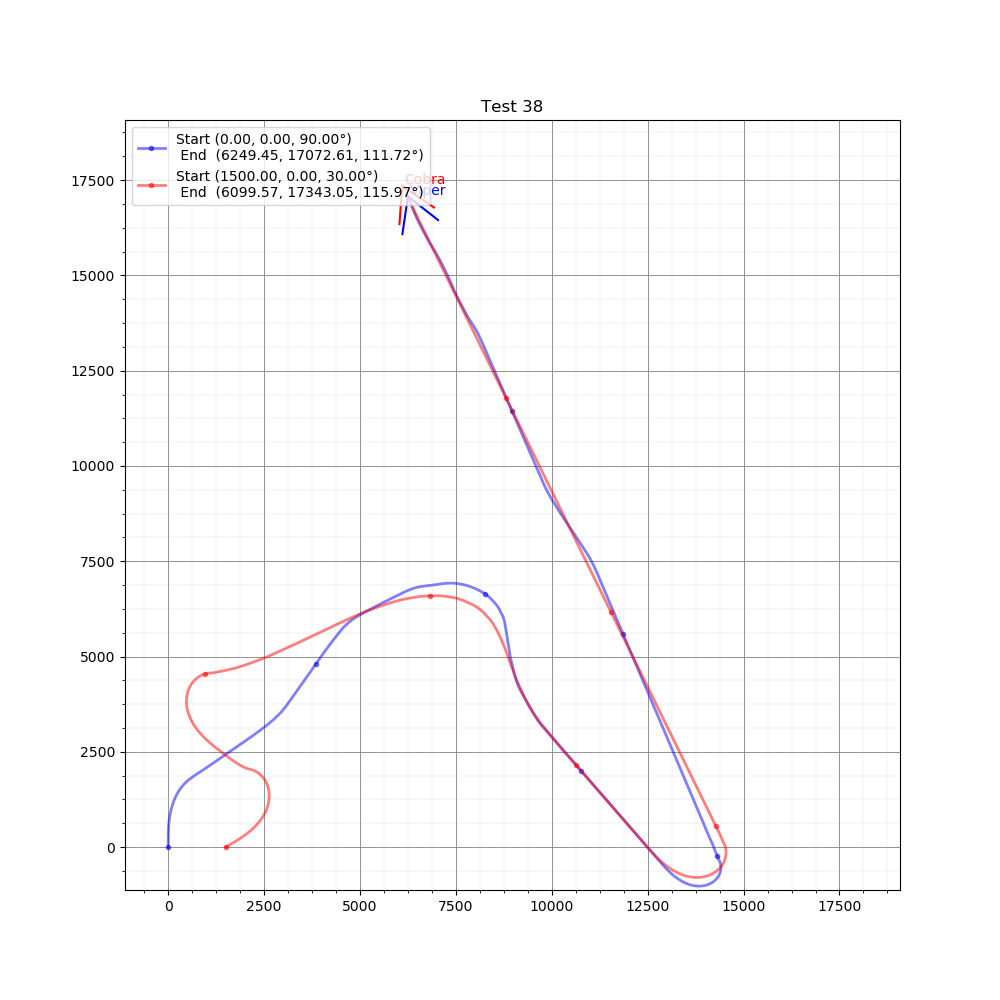 Test 38
Start (0.00, 0.00, 90.00°)
End (6249.45, 17072.61, 111.72°)
Start (1500.00, 0.00, 30.00°)
End (6099.57, 17343.05, 115.97°)
Cobra
17500
15000
12500
10000
7500
5000
2500
0
0 2500 5000 7500 10000 12500 15000 17500